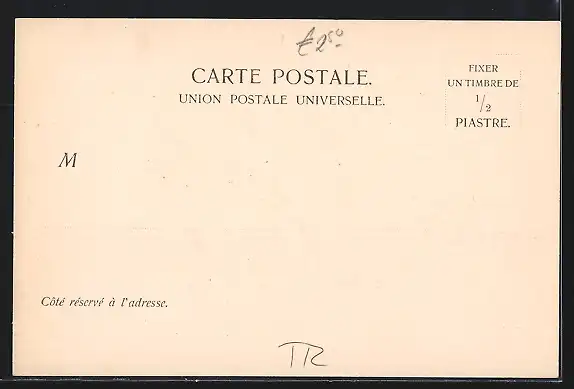 £2.50
CARTE POSTALE.
UNION POSTALE UNIVERSELLE.
FIXER
UN TIMBRE DE
1/2
PIASTRE.
M
Côté réservé à l'adresse.
TR